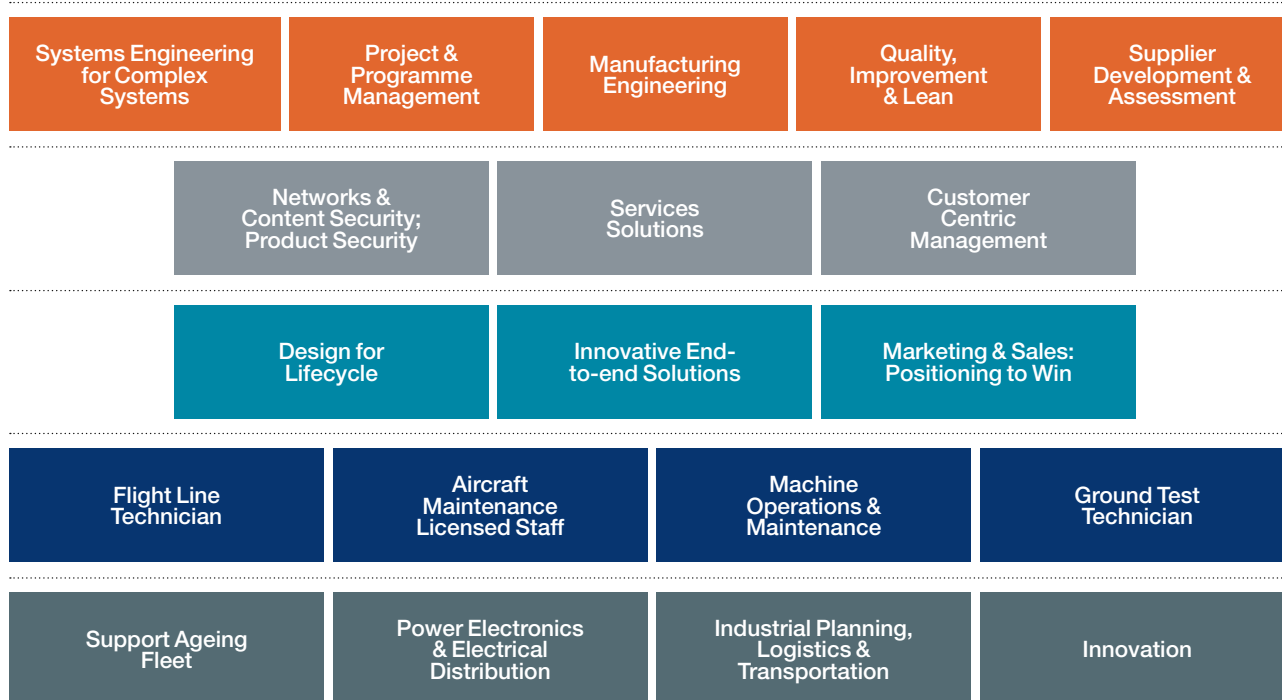 Systems Engineering
for Complex
Systems
Project &
Programme
Management
Manufacturing
Engineering
Quality,
Improvement
& Lean
Supplier
Development &
Assessment
Networks &
Content Security;
Product Security
Services
Solutions
Customer
Centric
Management
Design for
Lifecycle
Innovative End-
to-end Solutions
Marketing & Sales:
Positioning to Win
Flight Line
Technician
Aircraft
Maintenance
Licensed Staff
Machine
Operations &
Maintenance
Ground Test
Technician
Support Ageing
Fleet
Power Electronics
& Electrical
Distribution
Industrial Planning,
Logistics &
Transportation
Innovation